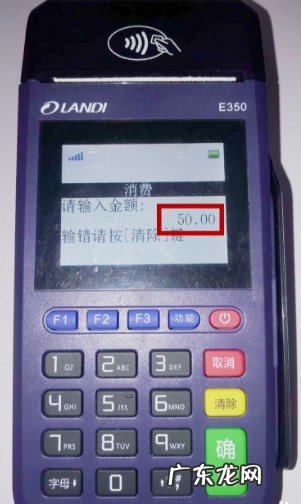 LANDI
E350
消费
请输入金额:
50.00
输错请按[清除]键
F1 F2 F3 功能
1 QZ 2 ABC 3 DEF 取消
4 GHI 5 JKL 6 MNO 清除
7 PRS 8 TUV 9 WXY 确
字母 0 #
广东龙网